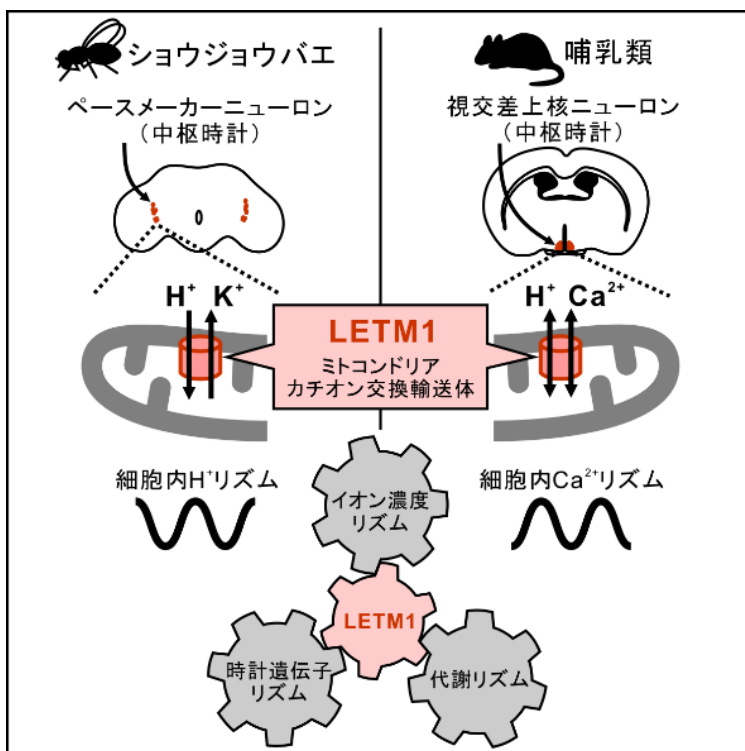 ショウジョウバエ
ペースメーカーニューロン
（中枢時計）
哺乳類
視交差上核ニューロン
（中枢時計）
H⁺ K⁺
H⁺ Ca²⁺
LETM1
ミトコンドリア
カチオン交換輸送体
細胞内H⁺リズム
細胞内Ca²⁺リズム
イオン濃度
リズム
LETM1
時計遺伝子
リズム
代謝リズム